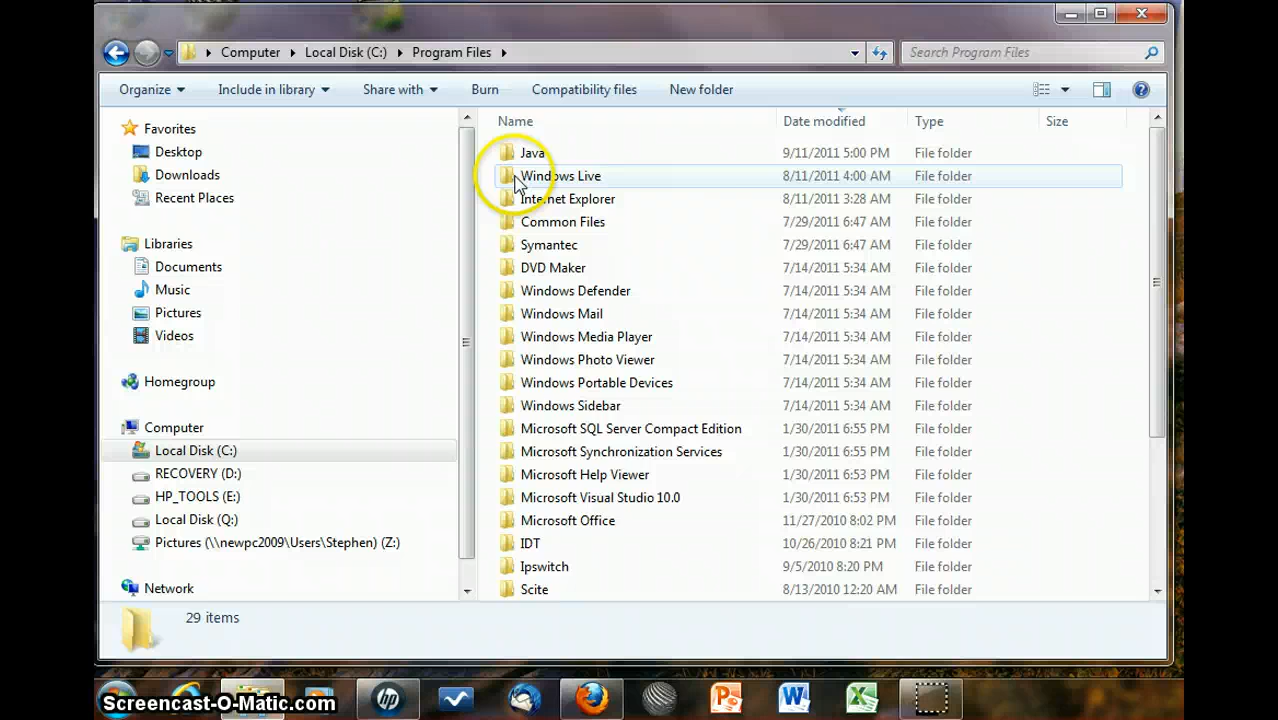 Computer Local Disk (C:) Program Files Search Program Files
Organize Include in library Share with Burn Compatibility files New folder
Favorites
Desktop
Downloads
Recent Places
Libraries
Documents
Music
Pictures
Videos
Homegroup
Computer
Local Disk (C:)
RECOVERY (D:)
HP_TOOLS (E:)
Local Disk (Q:)
Pictures (\\newpc2009\Users\Stephen) (Z:)
Network
Name Date modified Type Size
Java 9/11/2011 5:00 PM File folder
Windows Live 8/11/2011 4:00 AM File folder
Internet Explorer 8/11/2011 3:28 AM File folder
Common Files 7/29/2011 6:47 AM File folder
Symantec 7/29/2011 6:47 AM File folder
DVD Maker 7/14/2011 5:34 AM File folder
Windows Defender 7/14/2011 5:34 AM File folder
Windows Mail 7/14/2011 5:34 AM File folder
Windows Media Player 7/14/2011 5:34 AM File folder
Windows Photo Viewer 7/14/2011 5:34 AM File folder
Windows Portable Devices 7/14/2011 5:34 AM File folder
Windows Sidebar 7/14/2011 5:34 AM File folder
Microsoft SQL Server Compact Edition 1/30/2011 6:55 PM File folder
Microsoft Synchronization Services 1/30/2011 6:55 PM File folder
Microsoft Help Viewer 1/30/2011 6:53 PM File folder
Microsoft Visual Studio 10.0 1/30/2011 6:53 PM File folder
Microsoft Office 11/27/2010 8:02 PM File folder
IDT 10/26/2010 8:21 PM File folder
Ipswitch 9/5/2010 8:20 PM File folder
Scite 8/13/2010 12:20 AM File folder
29 items
Screencast-O-Matic.com
hp
P
W
X